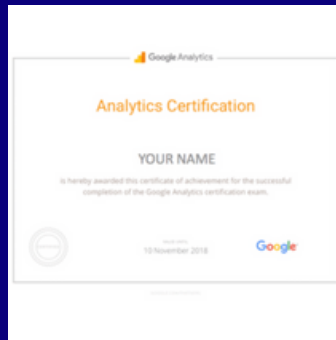 Google Analytics
Analytics Certification
YOUR NAME
is hereby awarded this certificate of achievement for the successful
completion of the Google Analytics certification exam.
10 November 2018
Google